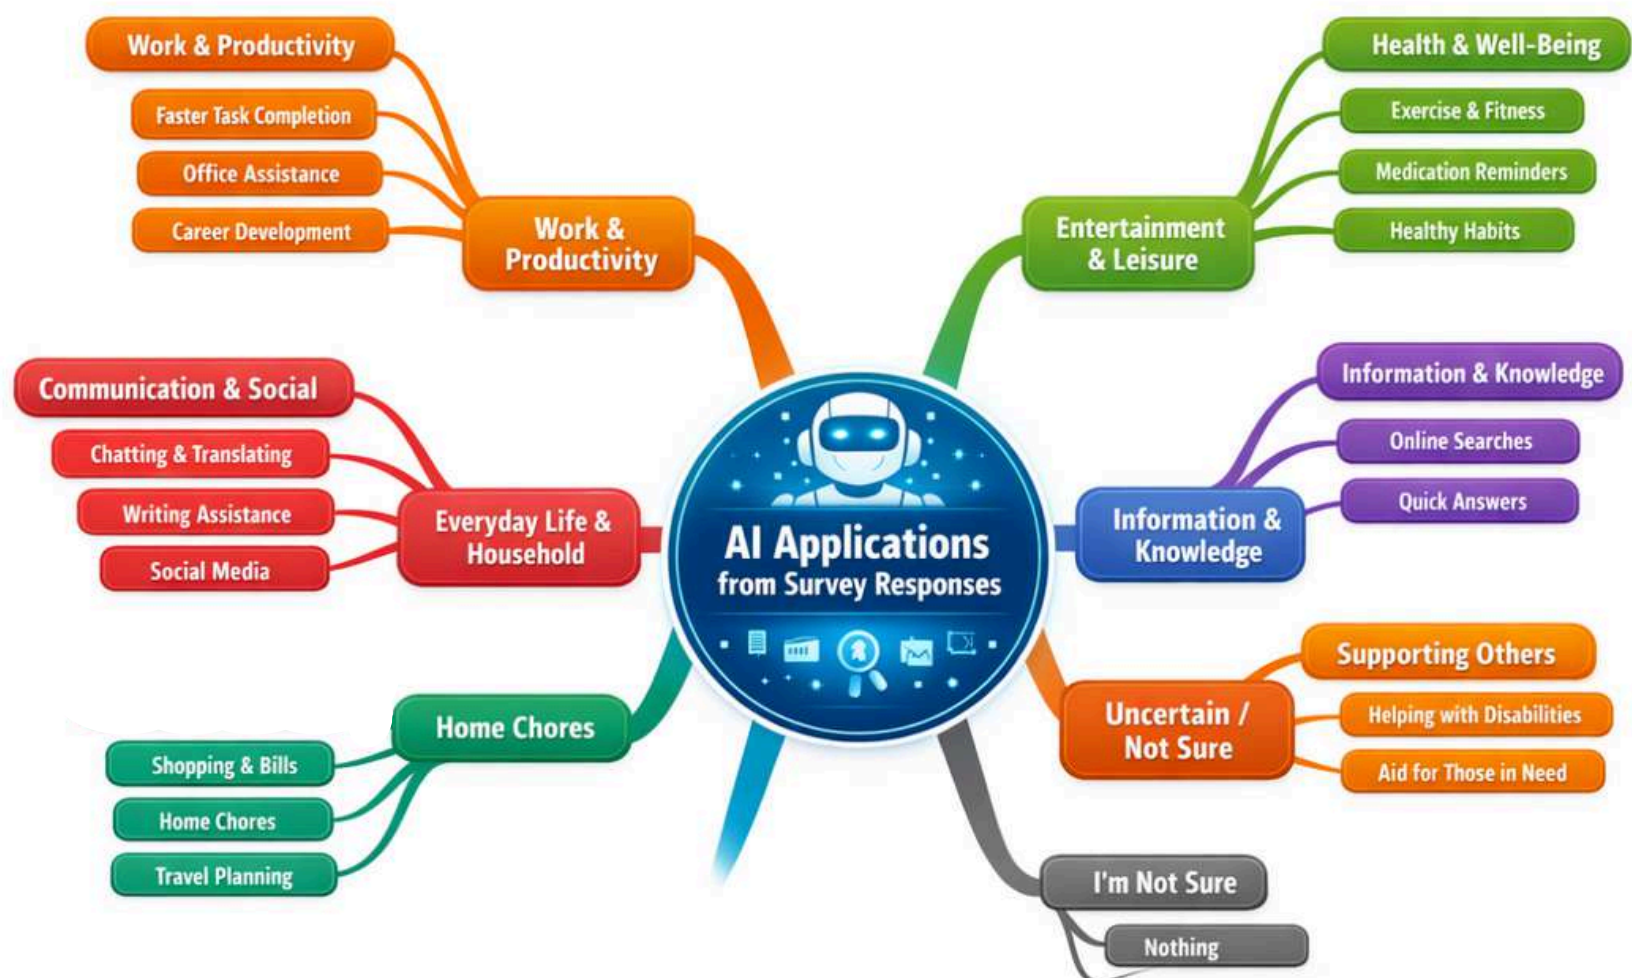 Work & Productivity
Faster Task Completion
Office Assistance
Career Development
Work &
Productivity
Communication & Social
Chatting & Translating
Writing Assistance
Social Media
Everyday Life &
Household
Home Chores
Shopping & Bills
Home Chores
Travel Planning
AI Applications
from Survey Responses
Health & Well-Being
Exercise & Fitness
Medication Reminders
Healthy Habits
Entertainment
& Leisure
Information & Knowledge
Online Searches
Quick Answers
Information &
Knowledge
Supporting Others
Helping with Disabilities
Aid for Those in Need
Uncertain /
Not Sure
I'm Not Sure
Nothing